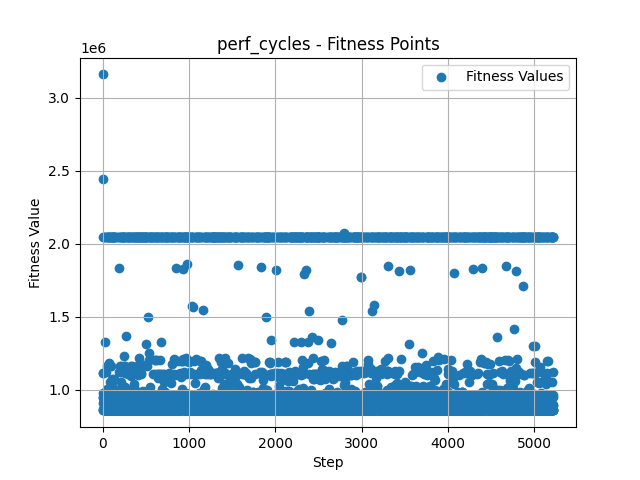 perf_cycles - Fitness Points
1e6
Fitness Values
3.0
2.5
2.0
1.5
1.0
Fitness Value
0 1000 2000 3000 4000 5000
Step